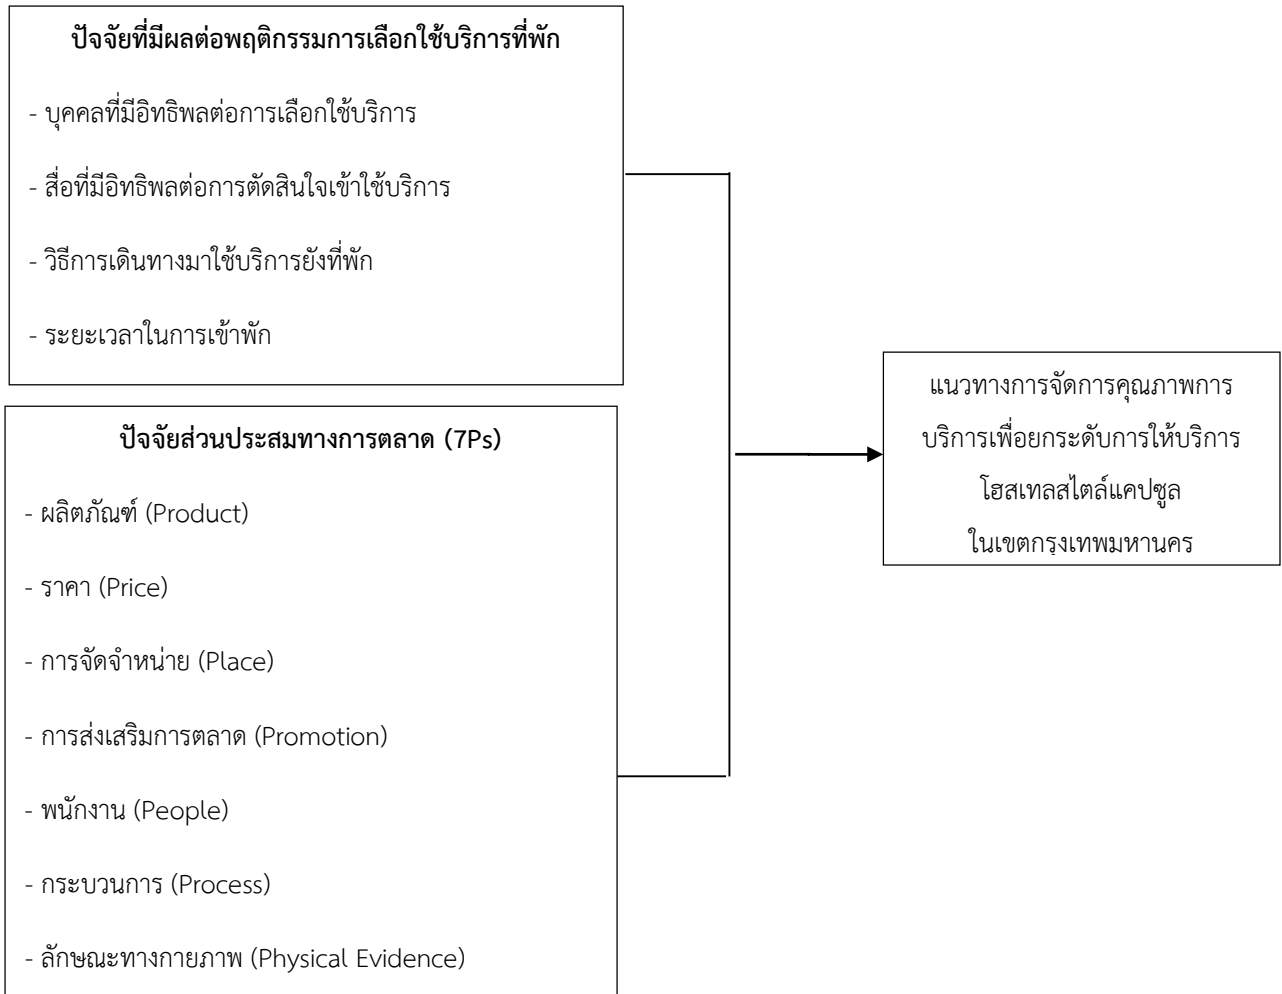 ปัจจัยที่มีผลต่อพฤติกรรมการเลือกใช้บริการที่พัก
- บุคคลที่มีอิทธิพลต่อการเลือกใช้บริการ
- สื่อที่มีอิทธิพลต่อการตัดสินใจเข้าใช้บริการ
- วิธีการเดินทางมาใช้บริการยังที่พัก
- ระยะเวลาในการเข้าพัก
ปัจจัยส่วนประสมทางการตลาด (7Ps)
- ผลิตภัณฑ์ (Product)
- ราคา (Price)
- การจัดจำหน่าย (Place)
- การส่งเสริมการตลาด (Promotion)
- พนักงาน (People)
- กระบวนการ (Process)
- ลักษณะทางกายภาพ (Physical Evidence)
แนวทางการจัดการคุณภาพการ
บริการเพื่อยกระดับการให้บริการ
โฮสเทลสไตล์แคปซูล
ในเขตกรุงเทพมหานคร